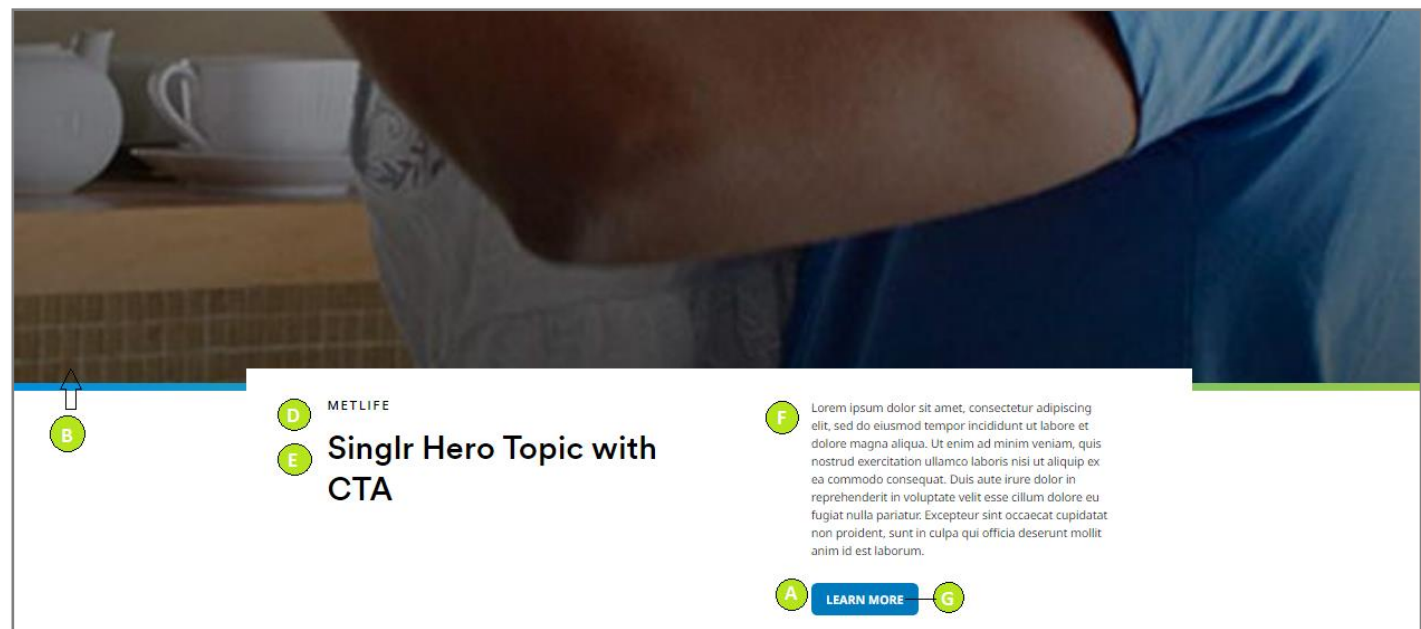 B
D
METLIFE
E
Singlr Hero Topic with
CTA
F
Lorem ipsum dolor sit amet, consectetur adipiscing
elit, sed do eiusmod tempor incididunt ut labore et
dolore magna aliqua. Ut enim ad minim veniam, quis
nostrud exercitation ullamco laboris nisi ut aliquip ex
ea commodo consequat. Duis aute irure dolor in
reprehenderit in voluptate velit esse cillum dolore eu
fugiat nulla pariatur. Excepteur sint occaecat cupidatat
non proident, sunt in culpa qui officia deserunt mollit
anim id est laborum.
A
LEARN MORE
G